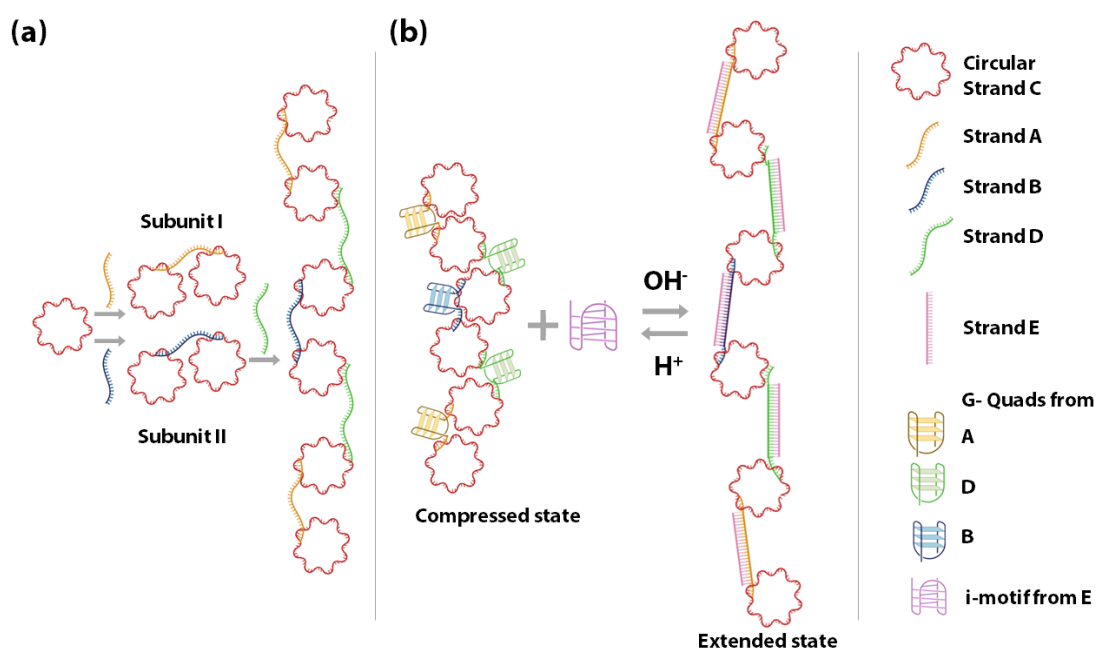 (a)
Subunit I
Subunit II
(b)
Compressed state
OH-
H+
Extended state
Circular
Strand C
Strand A
Strand B
Strand D
Strand E
G- Quads from
A
D
B
i-motif from E